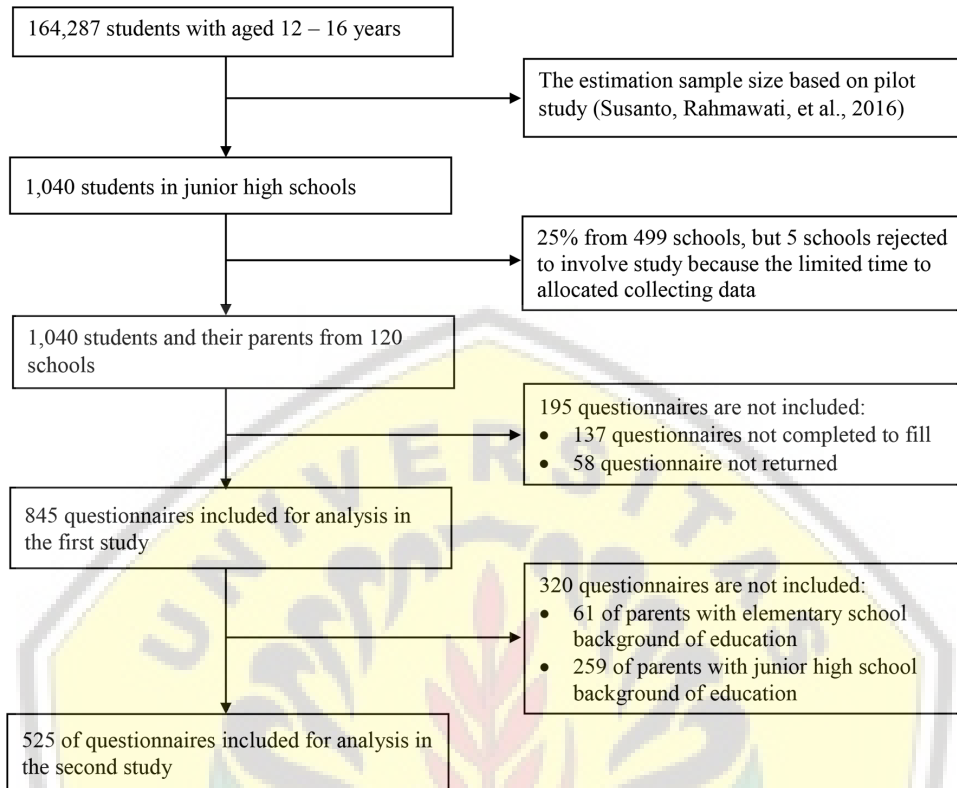 164,287 students with aged 12 – 16 years
The estimation sample size based on pilot
study (Susanto, Rahmawati, et al., 2016)
1,040 students in junior high schools
25% from 499 schools, but 5 schools rejected
to involve study because the limited time to
allocated collecting data
1,040 students and their parents from 120
schools
195 questionnaires are not included:
• 137 questionnaires not completed to fill
• 58 questionnaire not returned
845 questionnaires included for analysis in
the first study
320 questionnaires are not included:
• 61 of parents with elementary school
background of education
• 259 of parents with junior high school
background of education
525 of questionnaires included for analysis in
the second study
UNIVERSITAS